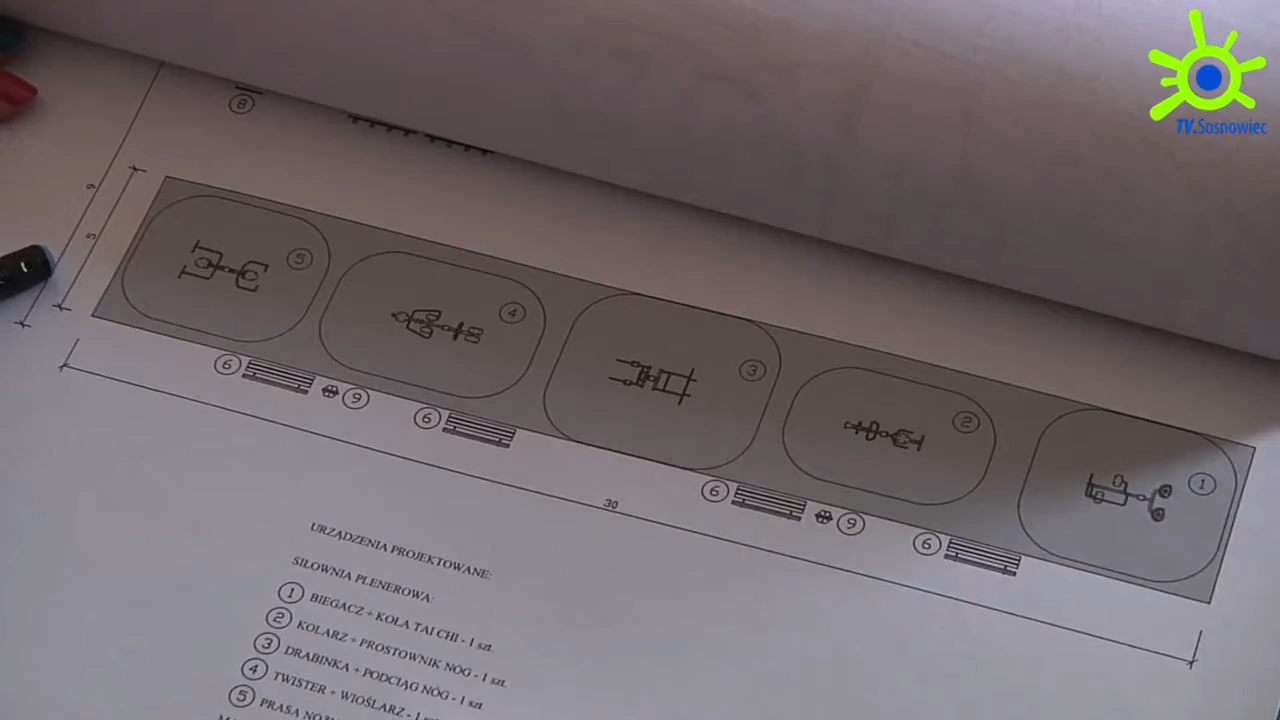 TV.Sosnowiec
8
9
5
5
4
3
2
1
6
9
6
6
9
6
30
URZĄDZENIA PROJEKTOWANE:
SIŁOWNIA PLENEROWA:
1 BIEGACZ + KOŁA TAI CHI - 1 szt.
2 KOLARZ + PROSTOWNIK NÓG - 1 szt.
3 DRABINKA + PODCIĄG NÓG - 1 szt.
4 TWISTER + WIOŚLARZ - 1
5 PRASA